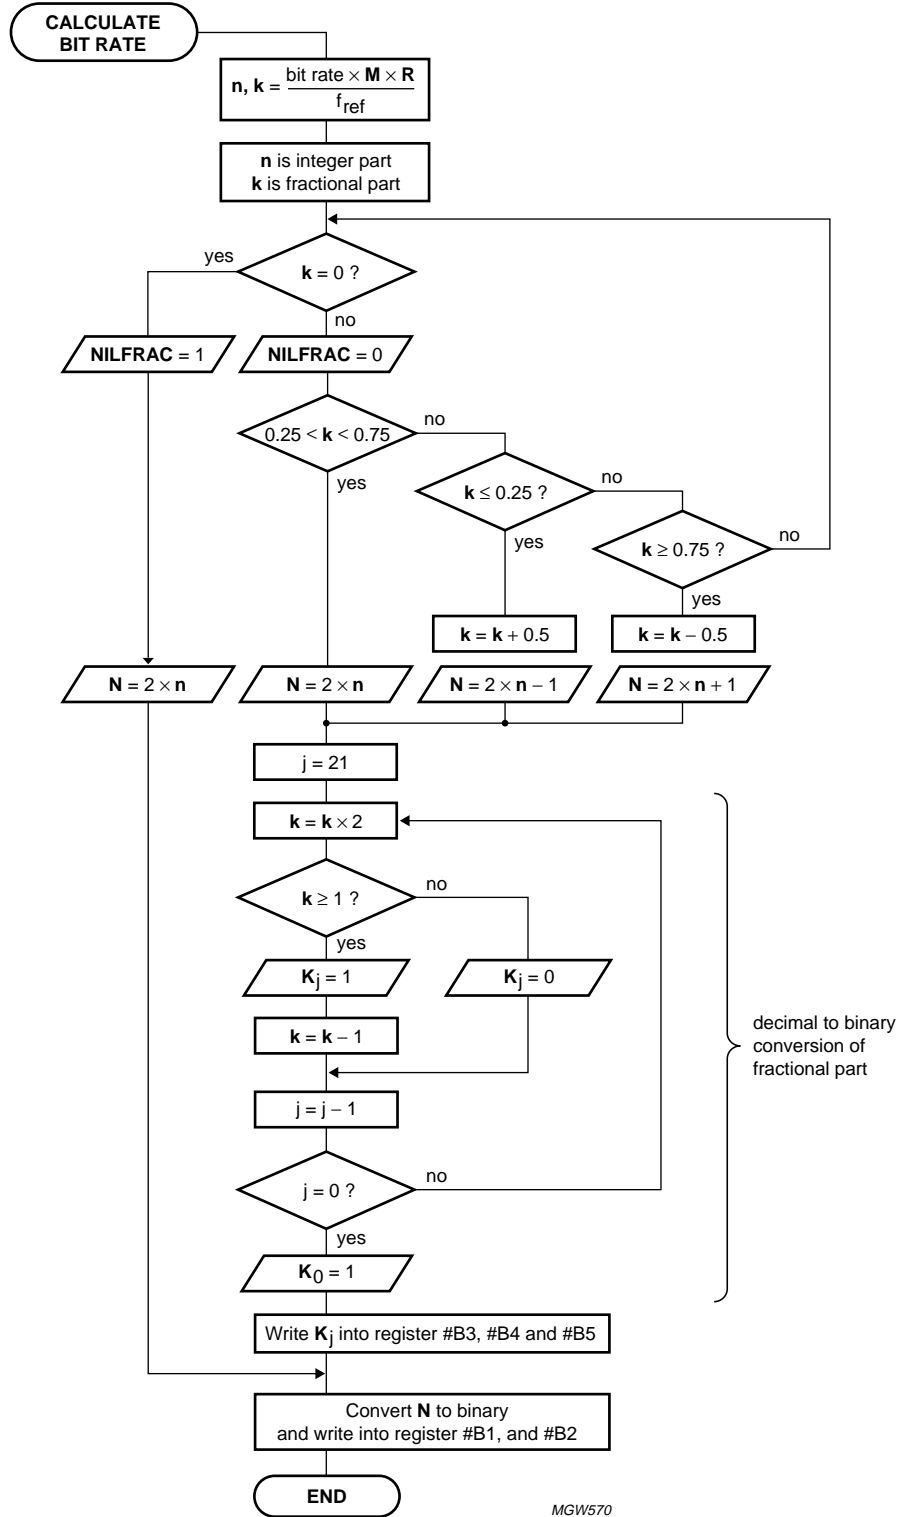 CALCULATE
BIT RATE
n, k = bit rate × M × R
f ref
n is integer part
k is fractional part
yes
k = 0 ?
no
NILFRAC = 1
NILFRAC = 0
0.25 < k < 0.75
no
yes
k ≤ 0.25 ?
no
yes
k ≥ 0.75 ?
no
yes
k = k + 0.5
k = k − 0.5
N = 2 × n
N = 2 × n
N = 2 × n − 1
N = 2 × n + 1
j = 21
k = k × 2
k ≥ 1 ?
no
yes
Kj = 1
Kj = 0
k = k − 1
decimal to binary
conversion of
fractional part
j = j − 1
j = 0 ?
no
yes
K0 = 1
Write Kj into register #B3, #B4 and #B5
Convert N to binary
and write into register #B1, and #B2
END
MGW570